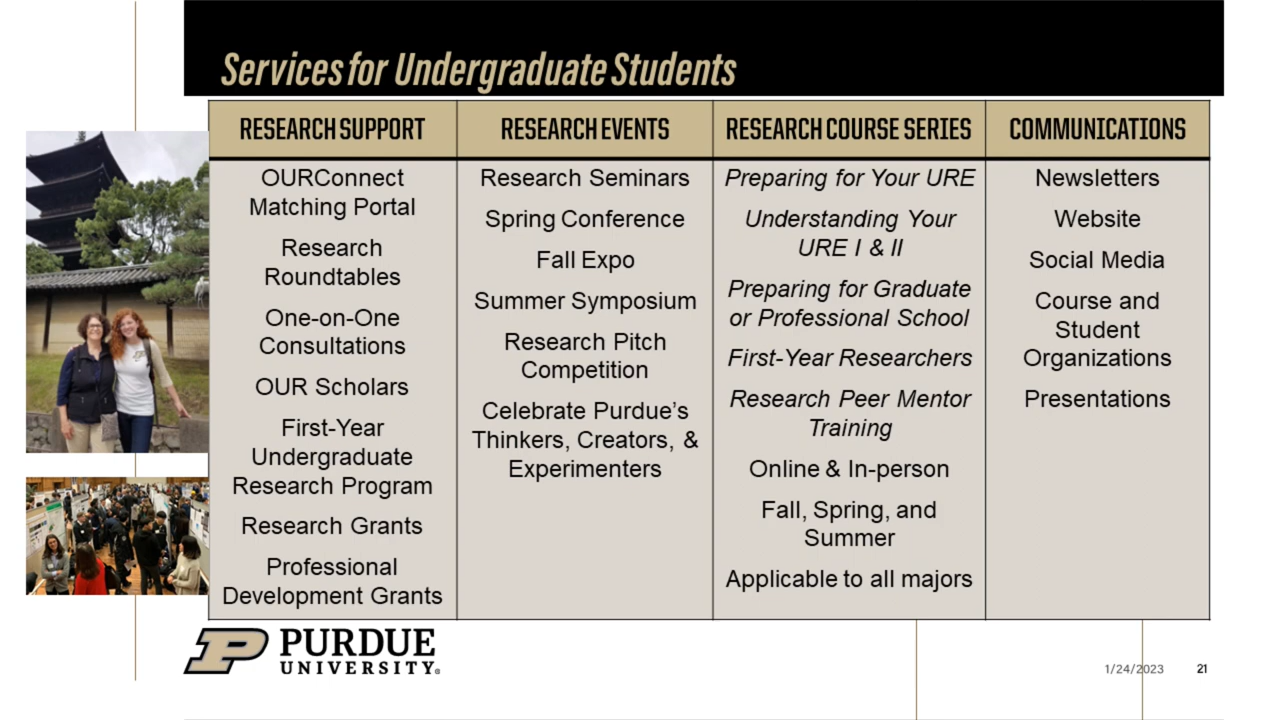 Services for Undergraduate Students
RESEARCH SUPPORT
OURConnect
Matching Portal
Research
Roundtables
One-on-One
Consultations
OUR Scholars
First-Year
Undergraduate
Research Program
Research Grants
Professional
Development Grants
RESEARCH EVENTS
Research Seminars
Spring Conference
Fall Expo
Summer Symposium
Research Pitch
Competition
Celebrate Purdue’s
Thinkers, Creators, &
Experimenters
RESEARCH COURSE SERIES
Preparing for Your URE
Understanding Your
URE I & II
Preparing for Graduate
or Professional School
First-Year Researchers
Research Peer Mentor
Training
Online & In-person
Fall, Spring, and
Summer
Applicable to all majors
COMMUNICATIONS
Newsletters
Website
Social Media
Course and
Student
Organizations
Presentations
P PURDUE
UNIVERSITY®
1/24/2023 21